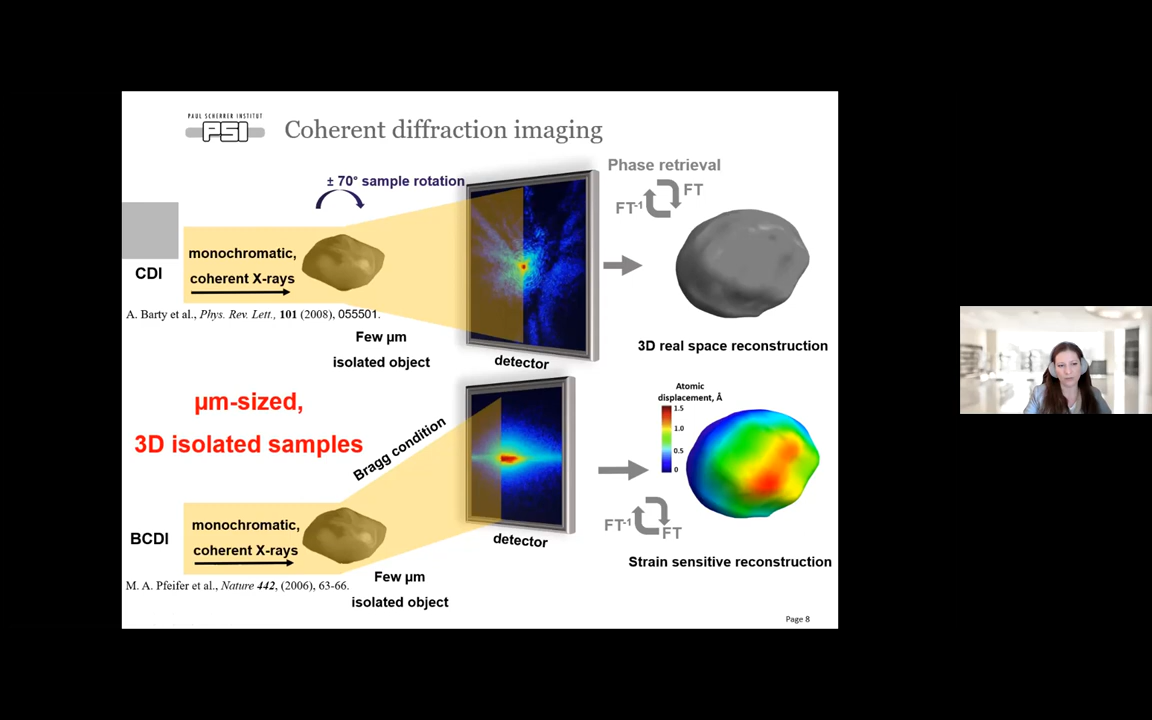 PAUL SCHERRER INSTITUT
PSI
Coherent diffraction imaging
± 70° sample rotation
Phase retrieval
FT
FT-1
monochromatic,
coherent X-rays
CDI
A. Barty et al., Phys. Rev. Lett., 101 (2008), 055501.
Few µm
isolated object
detector
3D real space reconstruction
µm-sized,
3D isolated samples
Bragg condition
Atomic
displacement, Å
1.5
1.0
0.5
0
monochromatic,
coherent X-rays
BCDI
detector
FT-1
FT
Strain sensitive reconstruction
M. A. Pfeifer et al., Nature 442, (2006), 63-66.
Few µm
isolated object
Page 8